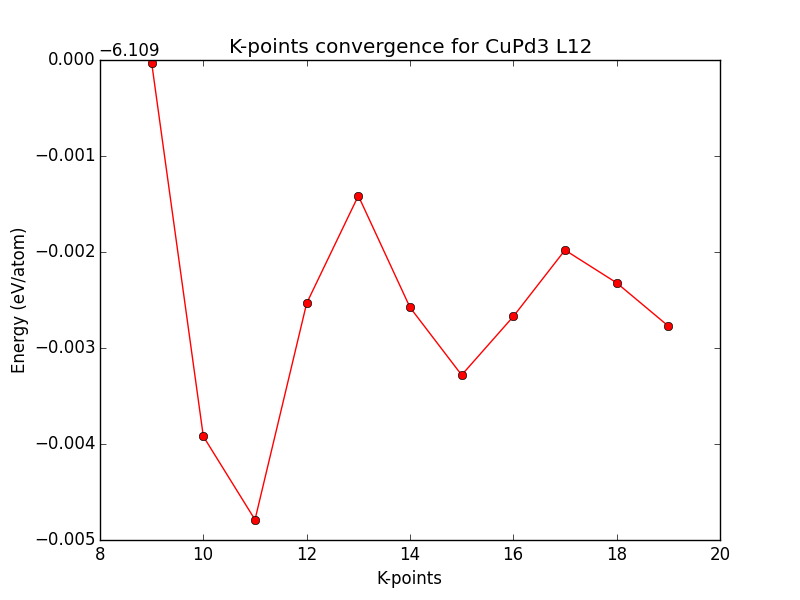 K-points convergence for CuPd3 L12
−6.109
0.000
−0.001
−0.002
−0.003
−0.004
−0.005
Energy (eV/atom)
8 10 12 14 16 18 20
K-points